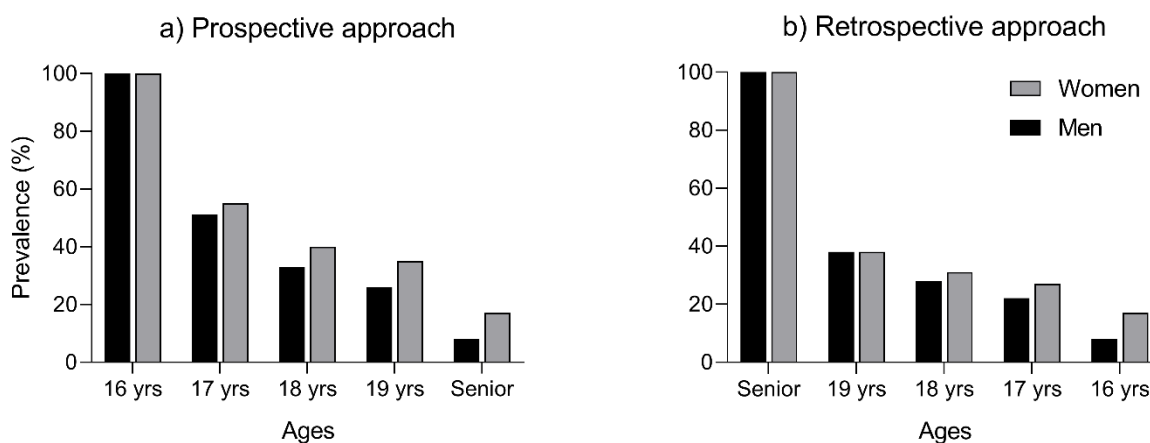 a) Prospective approach
Prevalence (%)
100
80
60
40
20
0
16 yrs 17 yrs 18 yrs 19 yrs Senior
Ages
b) Retrospective approach
100
80
60
40
20
0
Women
Men
Senior 19 yrs 18 yrs 17 yrs 16 yrs
Ages